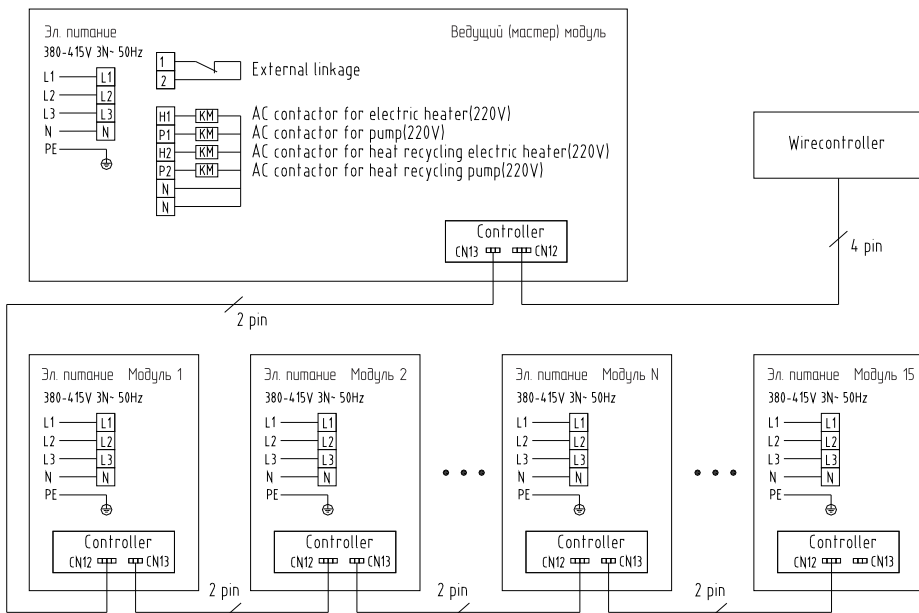 Эл. питание
Ведущий (мастер) модуль
380-415V 3N~ 50Hz
L1 L1
L2 L2
L3 L3
N N
PE
1
2
External linkage
H1 KM AC contactor for electric heater(220V)
P1 KM AC contactor for pump(220V)
H2 KM AC contactor for heat recycling electric heater(220V)
P2 KM AC contactor for heat recycling pump(220V)
N
N
Controller
CN13 CN12
Wirecontroller
4 pin
2 pin
Эл. питание Модуль 1
380-415V 3N~ 50Hz
L1 L1
L2 L2
L3 L3
N N
PE
Controller
CN12 CN13
2 pin
Эл. питание Модуль 2
380-415V 3N~ 50Hz
L1 L1
L2 L2
L3 L3
N N
PE
Controller
CN12 CN13
2 pin
Эл. питание Модуль N
380-415V 3N~ 50Hz
L1 L1
L2 L2
L3 L3
N N
PE
Controller
CN12 CN13
2 pin
Эл. питание Модуль 15
380-415V 3N~ 50Hz
L1 L1
L2 L2
L3 L3
N N
PE
Controller
CN12 CN13